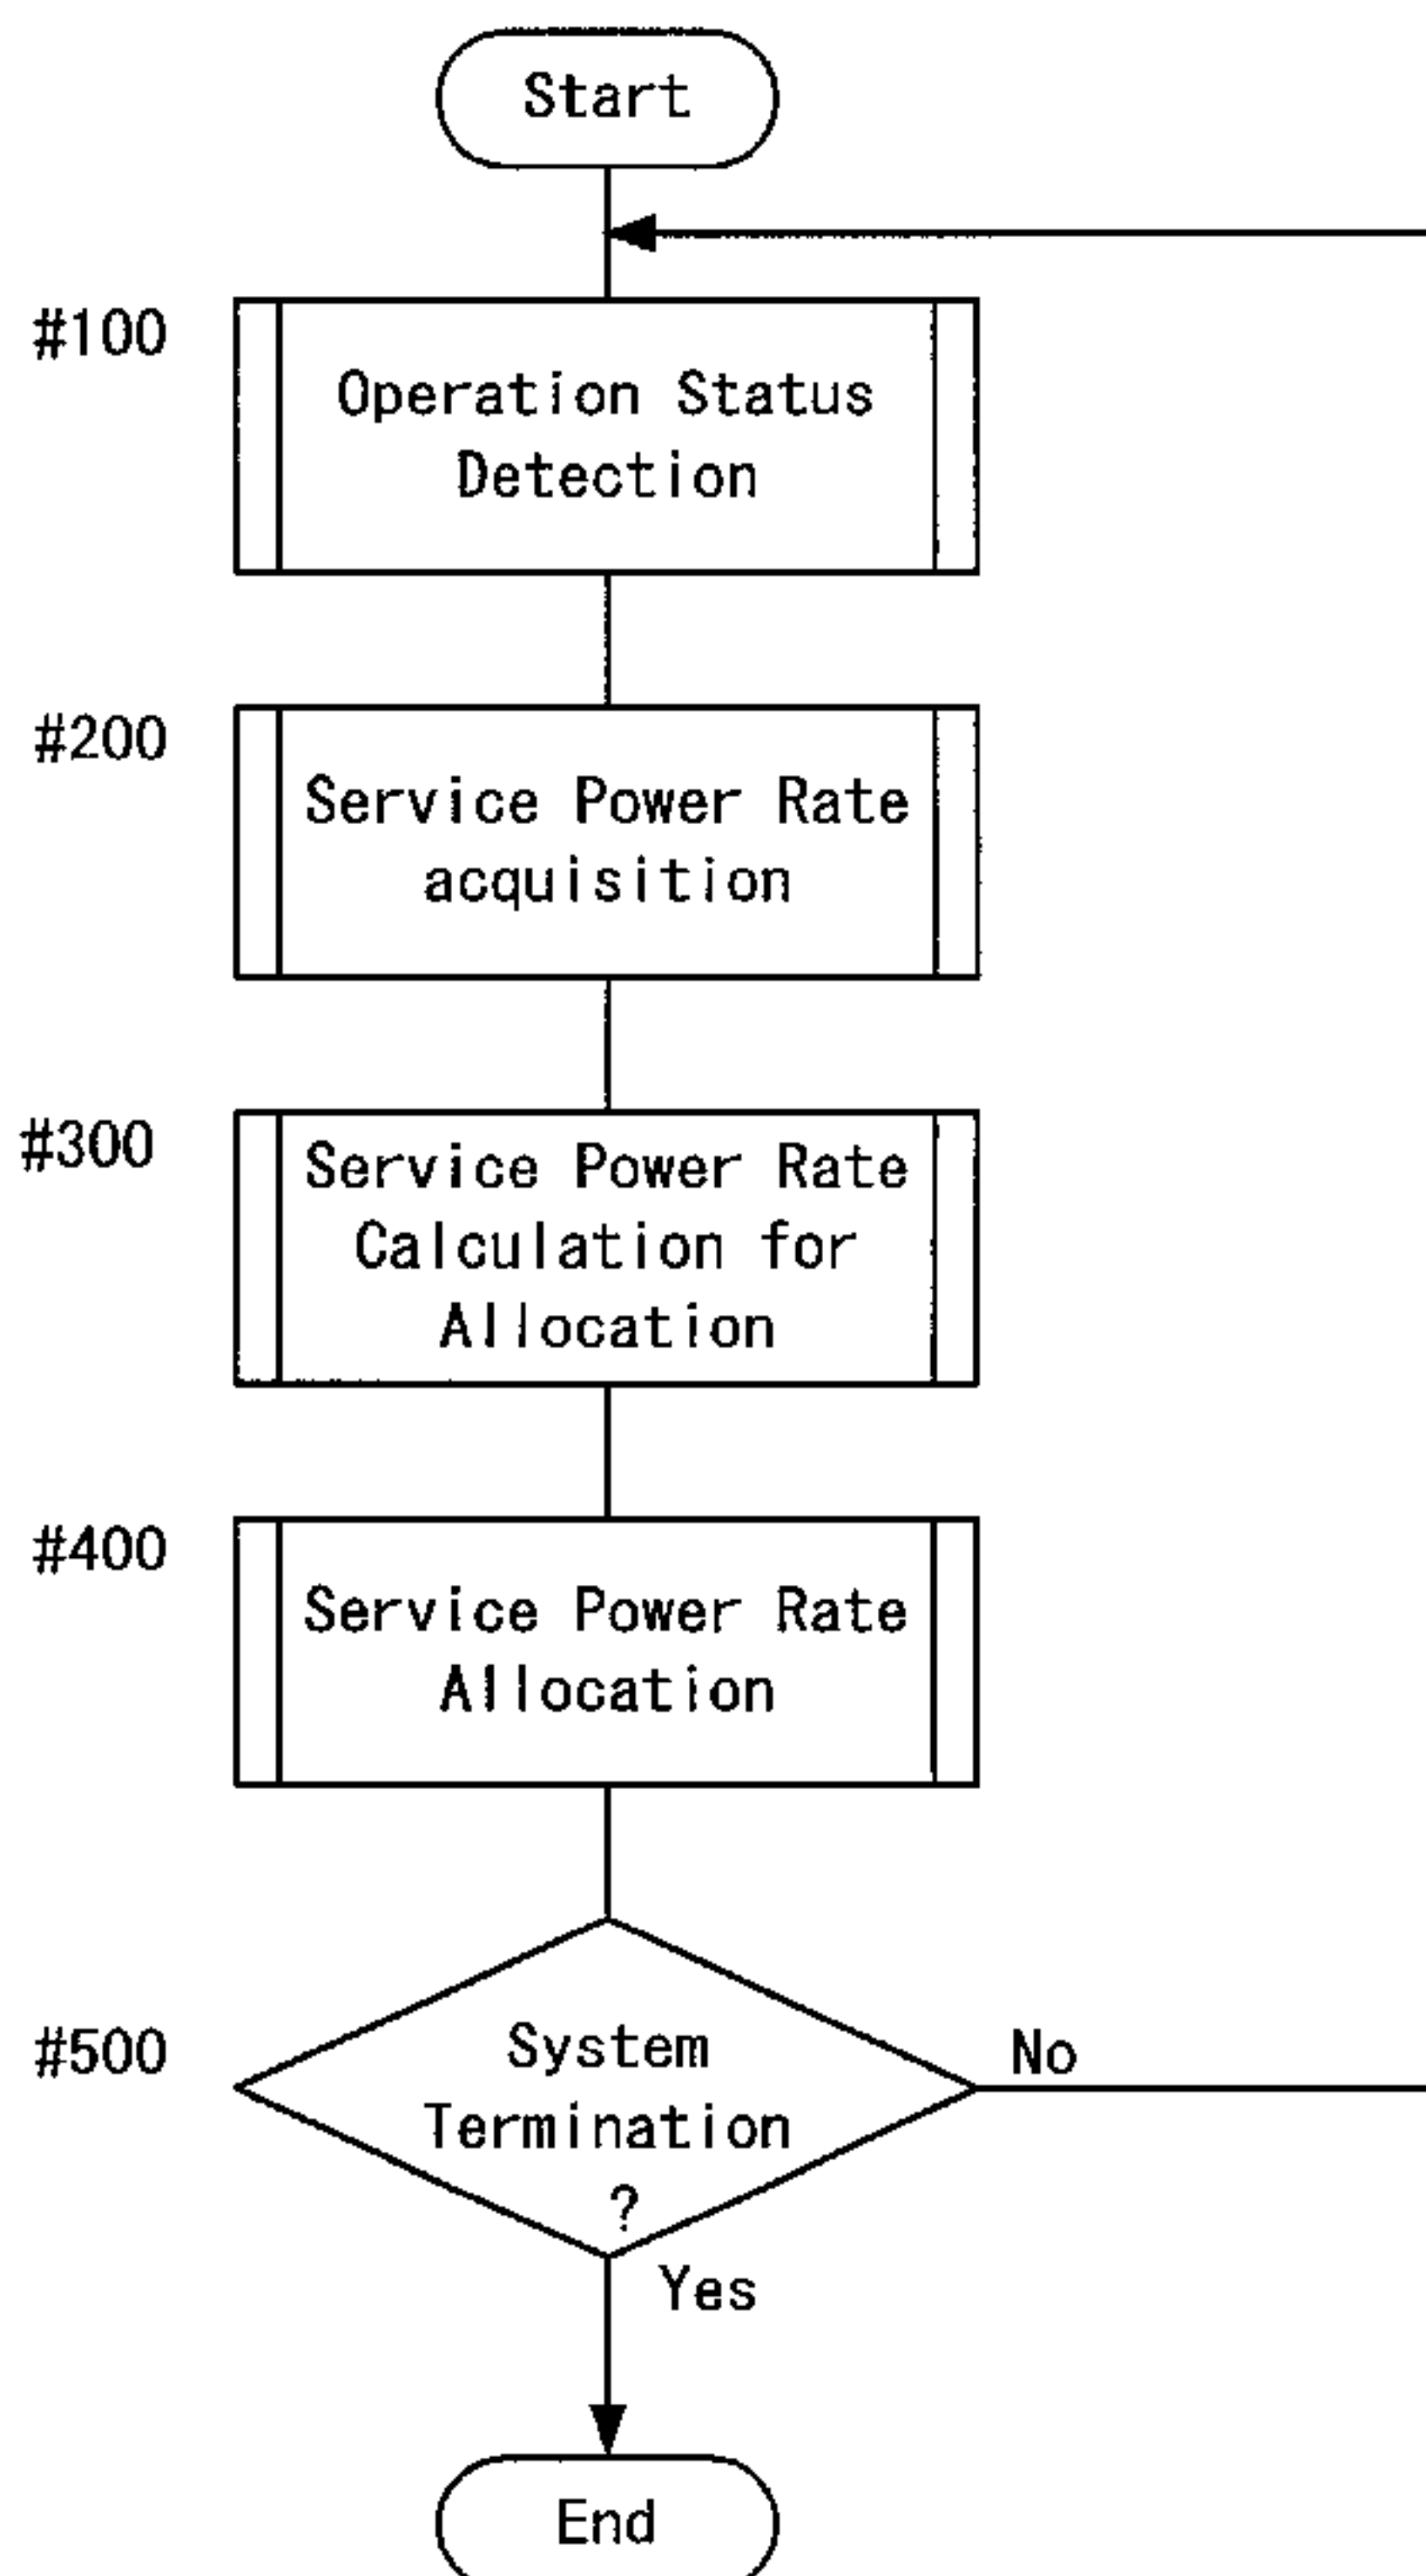 Start
#100
Operation Status
Detection
#200
Service Power Rate
acquisition
#300
Service Power Rate
Calculation for
Allocation
#400
Service Power Rate
Allocation
#500
System
Termination
?
No
Yes
End